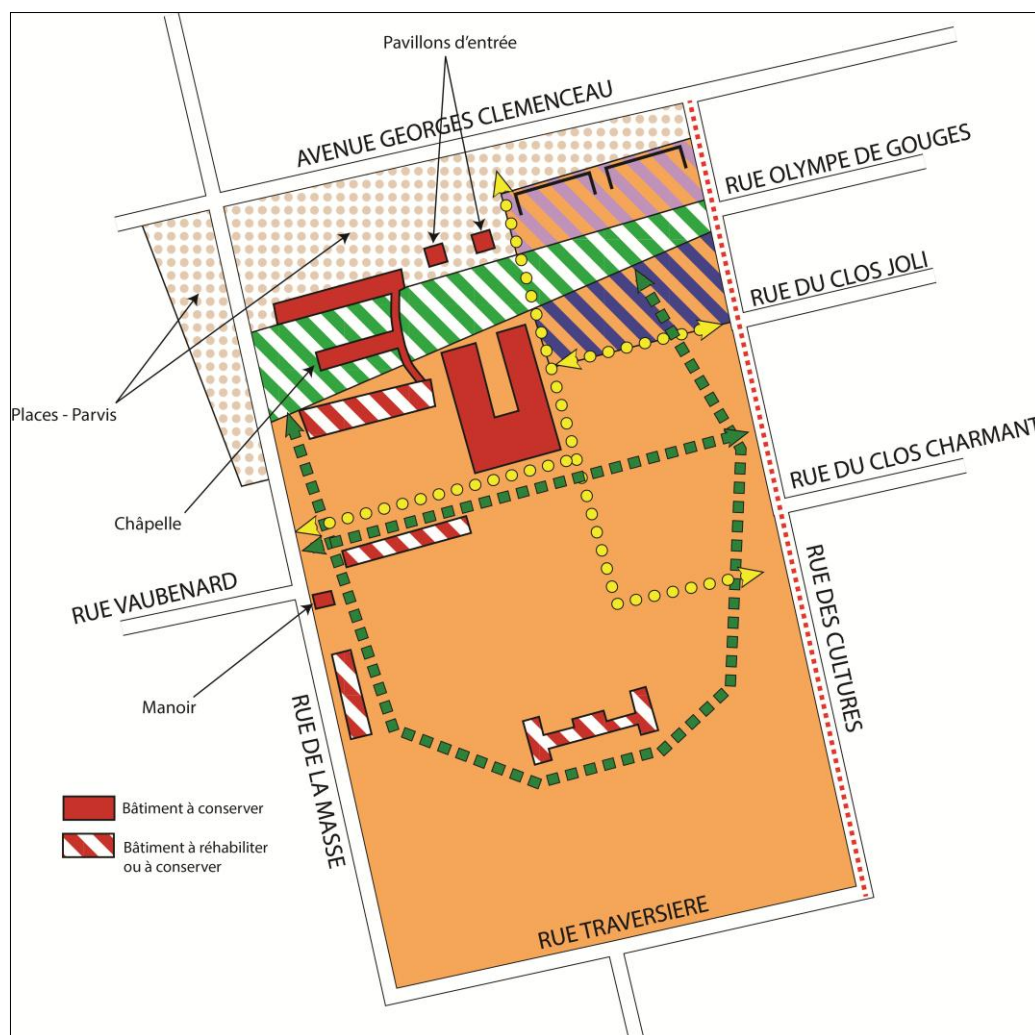 Pavillons d'entrée
AVENUE GEORGES CLEMENCEAU
RUE OLYMPE DE GOUGES
RUE DU CLOS JOLI
Places - Parvis
RUE DU CLOS CHARMANT
Châpelle
RUE VAUBENARD
RUE DES CULTURES
Manoir
RUE DE LA MASSE
Bâtiment à conserver
Bâtiment à réhabiliter
ou à conserver
RUE TRAVERSIERE